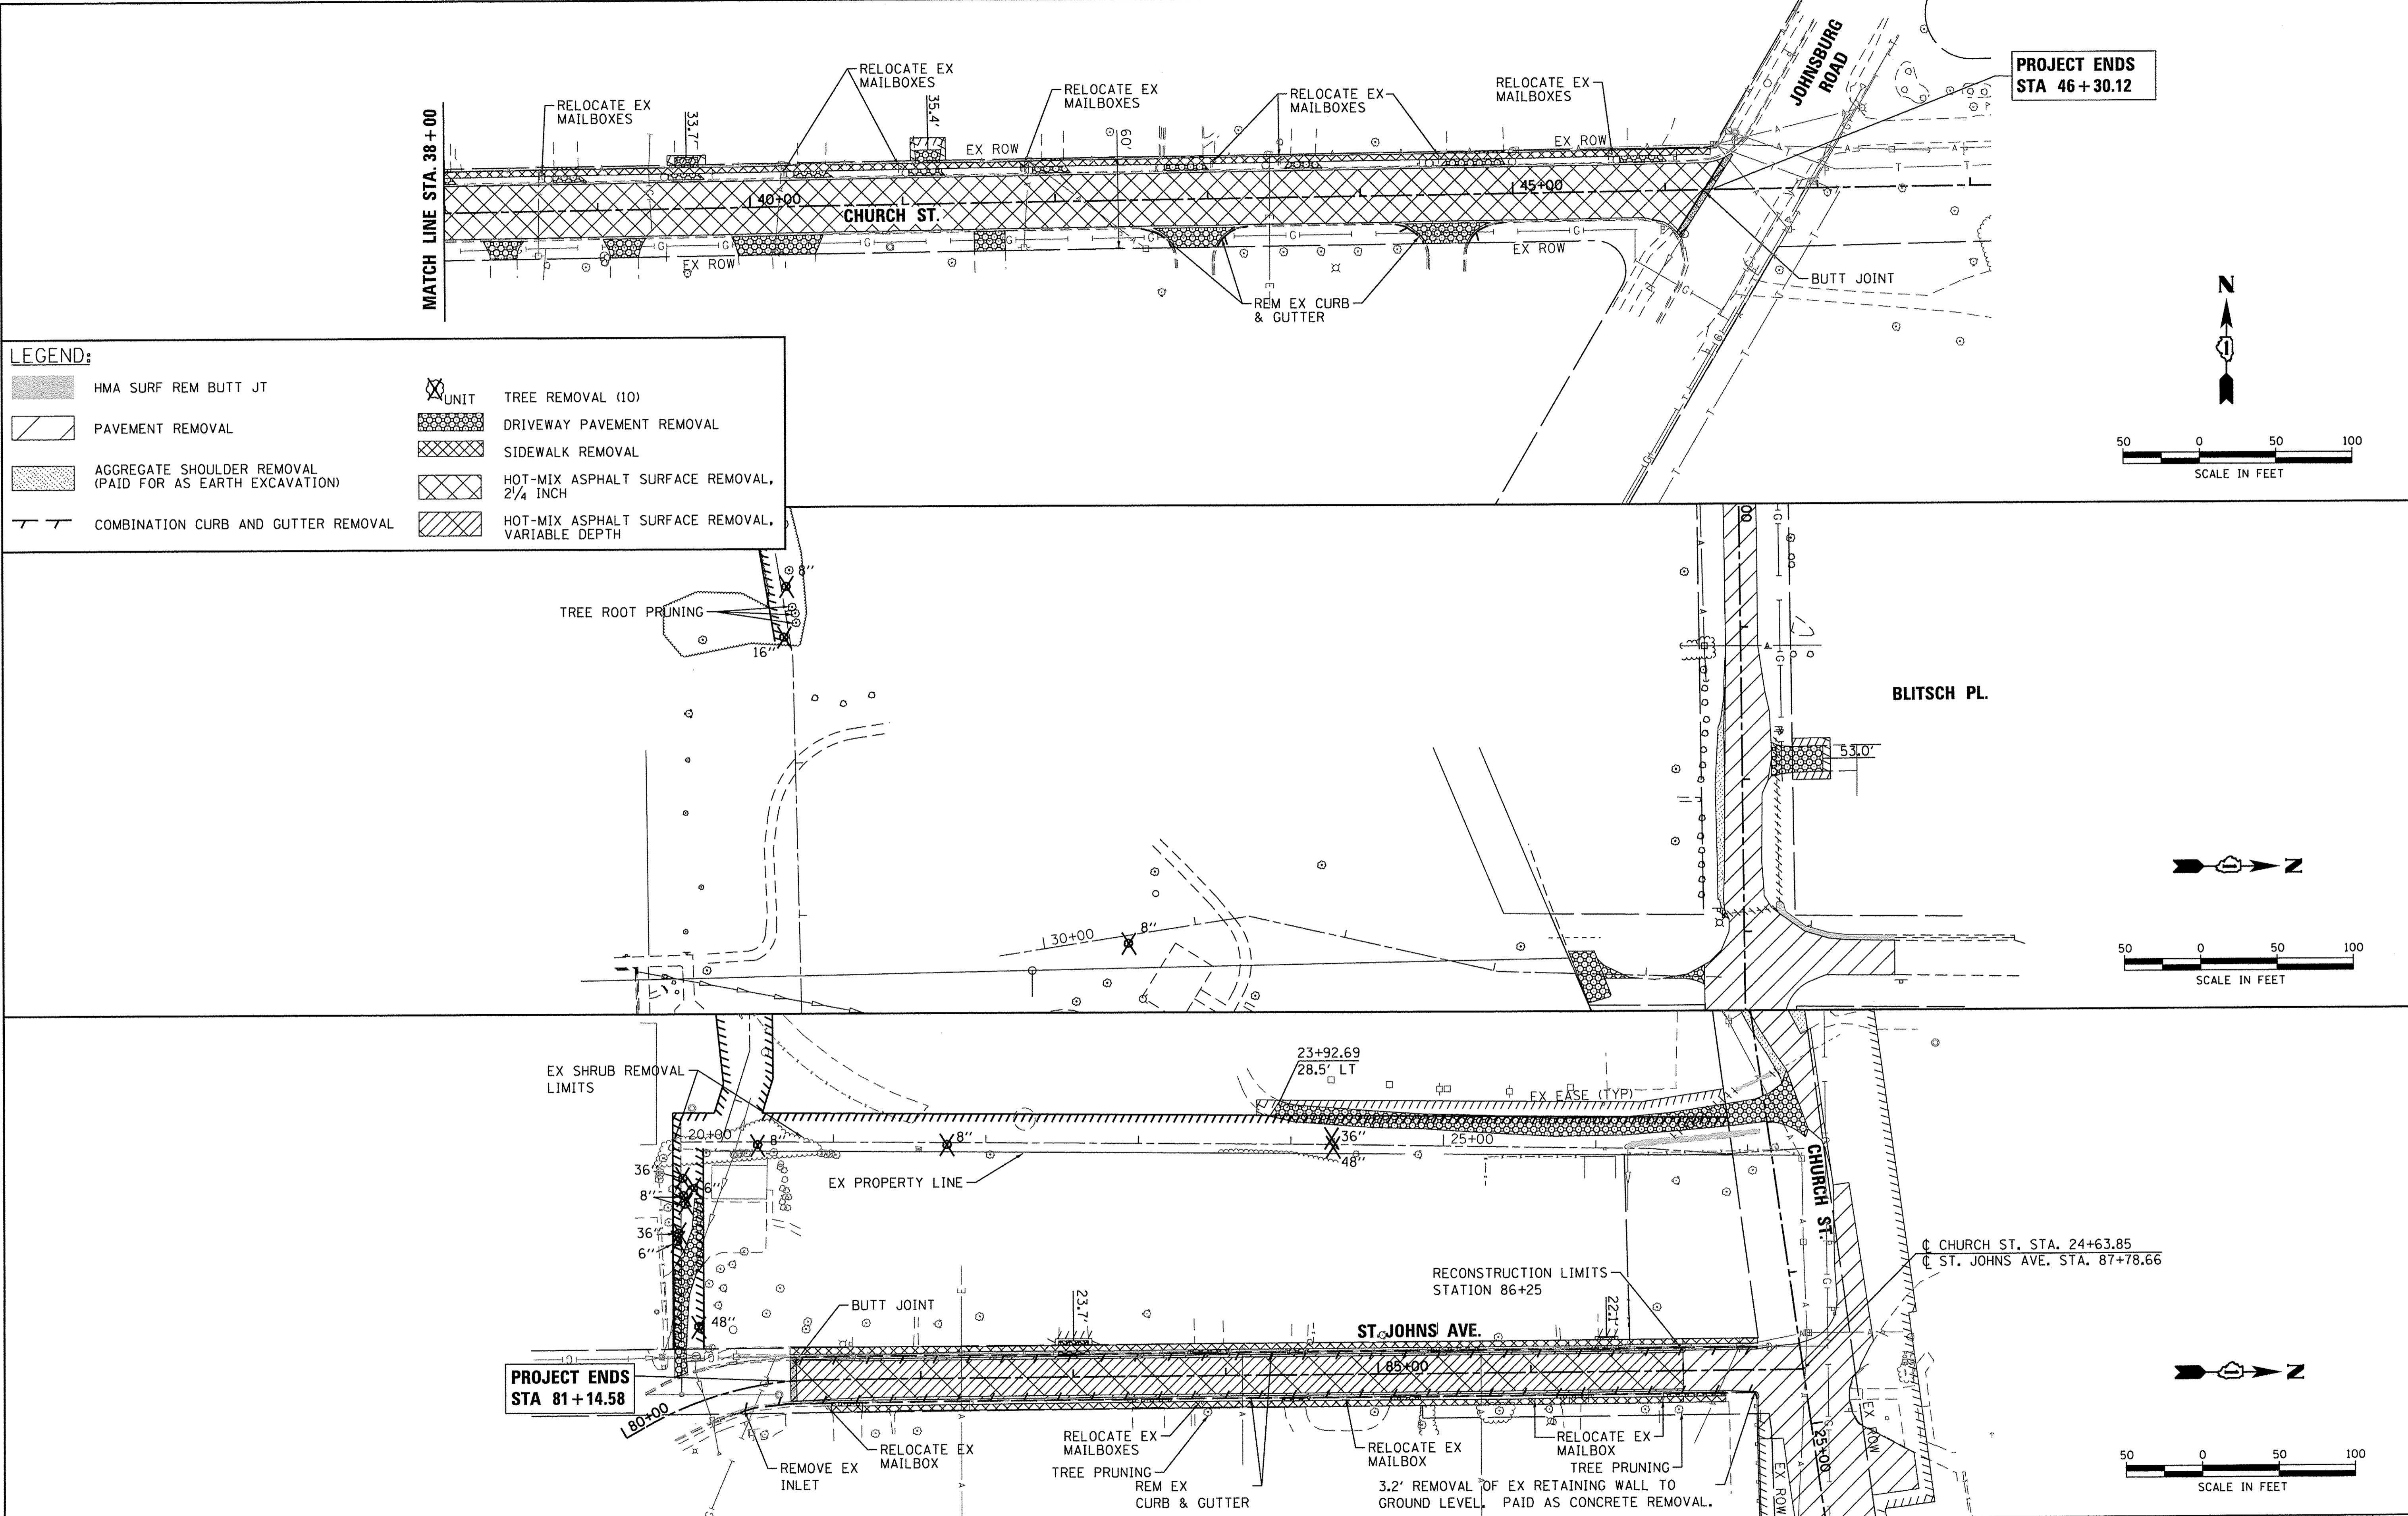 RELOCATE EX
MAILBOXES
RELOCATE EX
MAILBOXES
RELOCATE EX
MAILBOXES
RELOCATE EX
MAILBOXES
RELOCATE EX
MAILBOXES
JOHNSBURG
ROAD
PROJECT ENDS
STA 46+30.12
MATCH LINE STA. 38+00
33.7'
35.4'
60'
EX ROW
EX ROW
40+00
45+00
CHURCH ST.
EX ROW
EX ROW
REM EX CURB
& GUTTER
BUTT JOINT
N
50 0 50 100
SCALE IN FEET
LEGEND:
HMA SURF REM BUTT JT
PAVEMENT REMOVAL
AGGREGATE SHOULDER REMOVAL
(PAID FOR AS EARTH EXCAVATION)
COMBINATION CURB AND GUTTER REMOVAL
UNIT TREE REMOVAL (10)
DRIVEWAY PAVEMENT REMOVAL
SIDEWALK REMOVAL
HOT-MIX ASPHALT SURFACE REMOVAL,
2 1/4 INCH
HOT-MIX ASPHALT SURFACE REMOVAL,
VARIABLE DEPTH
8"
TREE ROOT PRUNING
16"
BLITSCH PL.
53.0'
30+00
8"
N
50 0 50 100
SCALE IN FEET
EX SHRUB REMOVAL
LIMITS
23+92.69
28.5' LT
EX EASE (TYP)
20+00
8"
8"
36"
48"
25+00
36"
8"
6"
36"
6"
48"
EX PROPERTY LINE
CHURCH ST.
℄ CHURCH ST. STA. 24+63.85
℄ ST. JOHNS AVE. STA. 87+78.66
RECONSTRUCTION LIMITS
STATION 86+25
BUTT JOINT
23.7'
22.1'
ST. JOHNS AVE.
85+00
PROJECT ENDS
STA 81+14.58
80+00
REMOVE EX
INLET
RELOCATE EX
MAILBOX
RELOCATE EX
MAILBOXES
TREE PRUNING
REM EX
CURB & GUTTER
RELOCATE EX
MAILBOX
RELOCATE EX
MAILBOX
TREE PRUNING
3.2' REMOVAL OF EX RETAINING WALL TO
GROUND LEVEL. PAID AS CONCRETE REMOVAL.
EX ROW
25+00
EX ROW
N
50 0 50 100
SCALE IN FEET